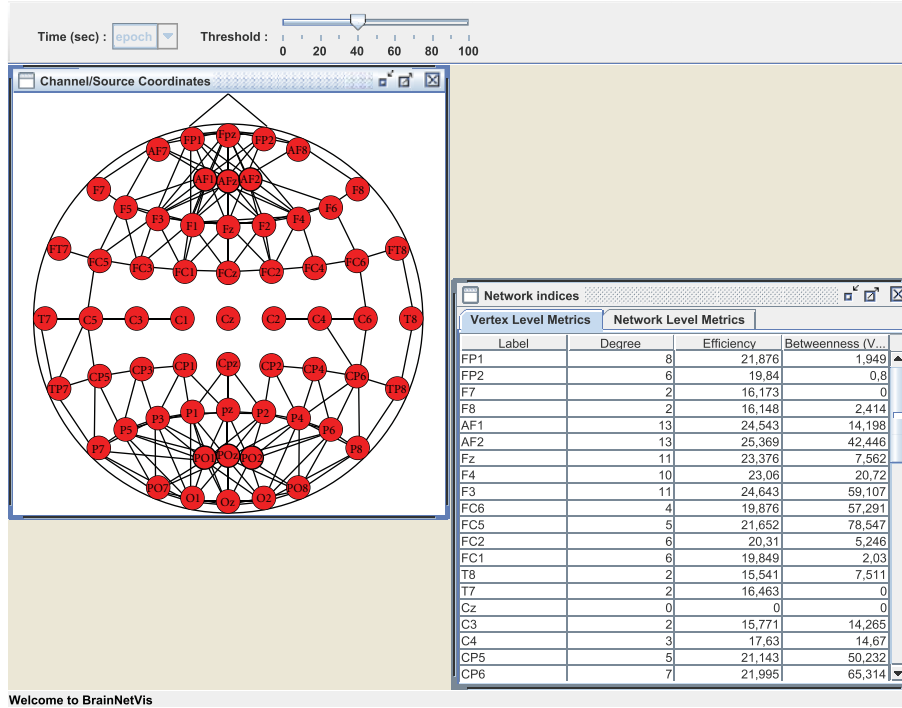 Time (sec) : epoch Threshold :
0 20 40 60 80 100
Channel/Source Coordinates
FP1 Fpz FP2
AF7 AF8
AF1 AFz AF2
F7 F8
F5 F6
F3 F1 Fz F2 F4
FT7 FT8
FC5 FC3 FC1 FCz FC2 FC4 FC6
T7 C5 C3 C1 Cz C2 C4 C6 T8
CP5 CP3 CP1 Cpz CP2 CP4 CP6
TP7 TP8
P5 P3 P1 pz P2 P4 P6
P7 P8
PO1 POz PO2
PO7 PO8
O1 Oz O2
Network indices
Vertex Level Metrics Network Level Metrics
Label Degree Efficiency Betweenness (V...
FP1 8 21,876 1,949
FP2 6 19,84 0,8
F7 2 16,173 0
F8 2 16,148 2,414
AF1 13 24,543 14,198
AF2 13 25,369 42,446
Fz 11 23,376 7,562
F4 10 23,06 20,72
F3 11 24,643 59,107
FC6 4 19,876 57,291
FC5 5 21,652 78,547
FC2 6 20,31 5,246
FC1 6 19,849 2,03
T8 2 15,541 7,511
T7 2 16,463 0
Cz 0 0 0
C3 2 15,771 14,265
C4 3 17,63 14,67
CP5 5 21,143 50,232
CP6 7 21,995 65,314
Welcome to BrainNetVis